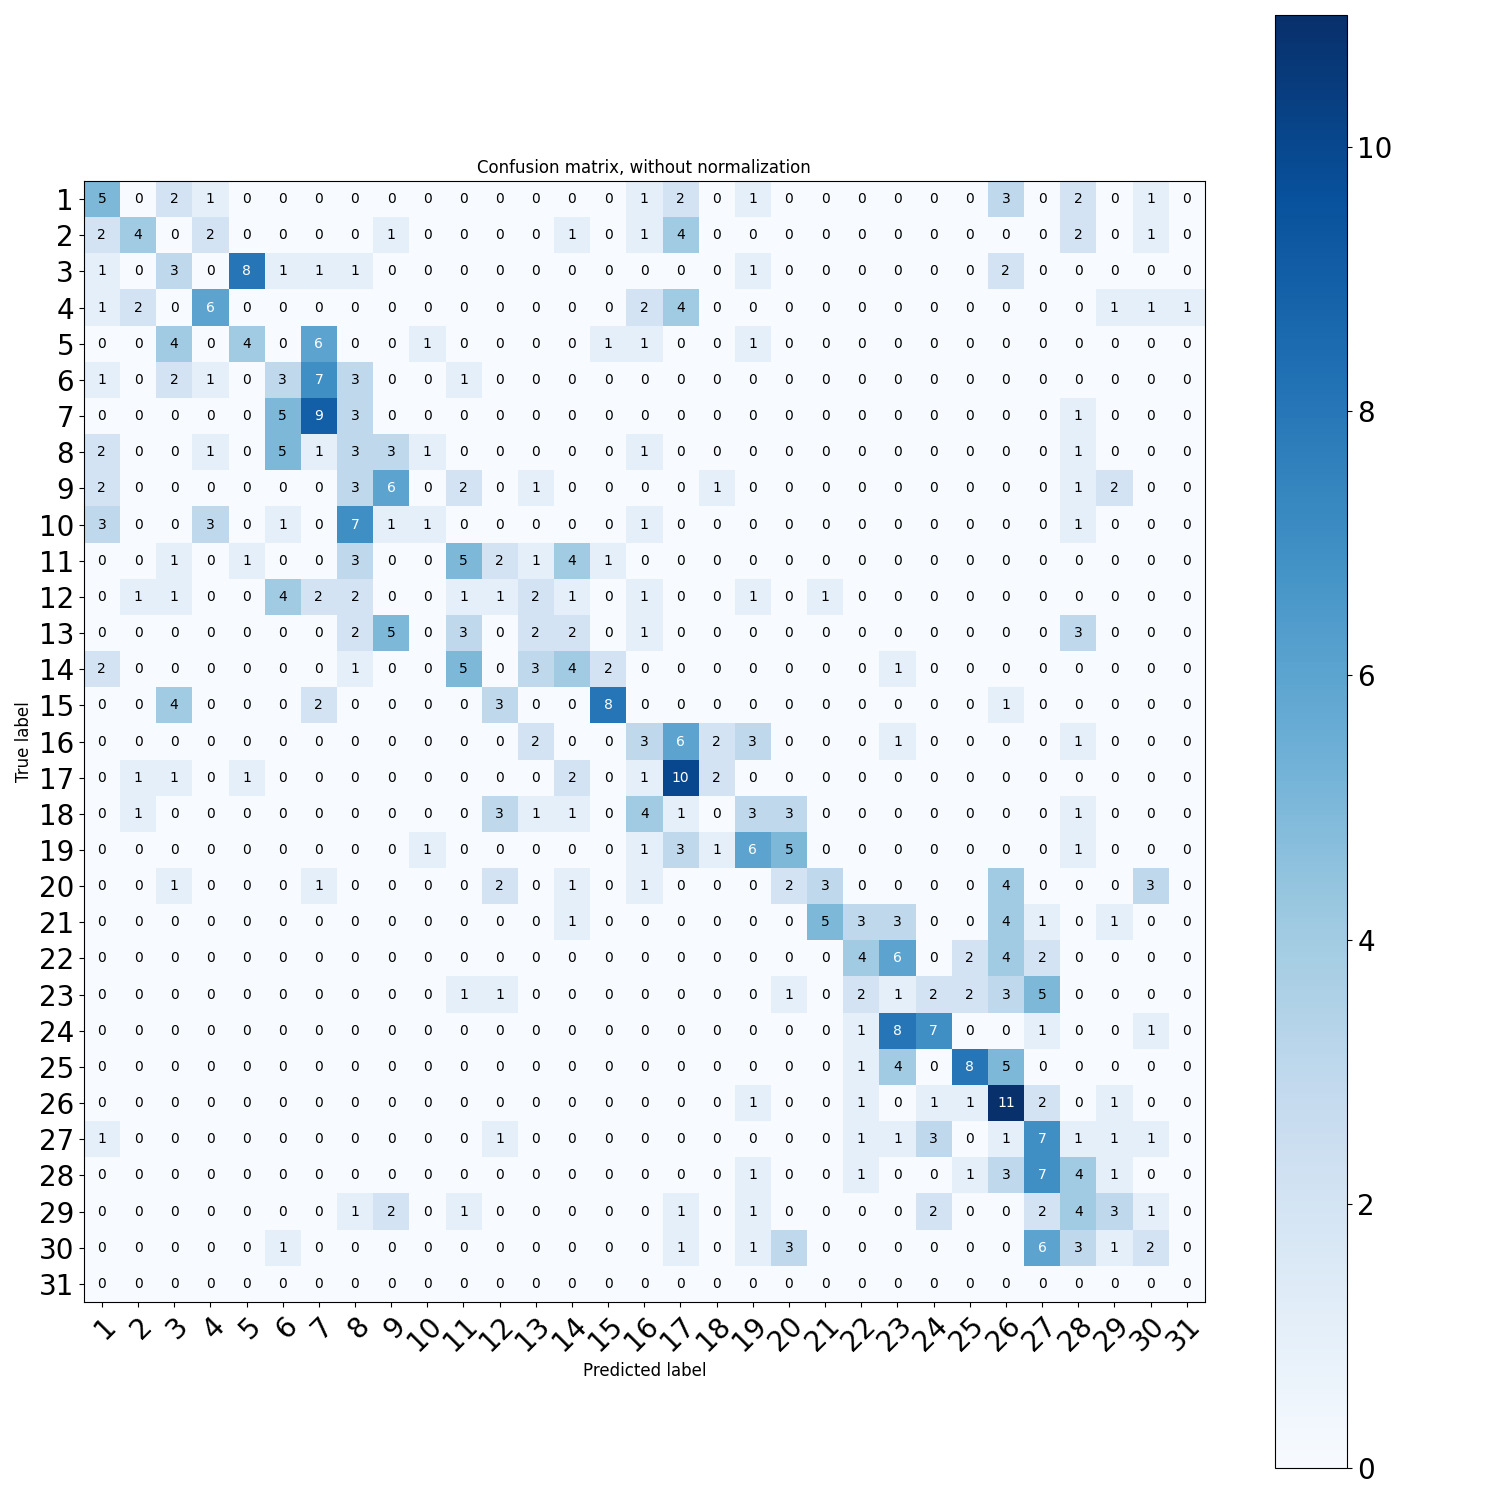 Confusion matrix, without normalization
True label
1 5 0 2 1 0 0 0 0 0 0 0 0 0 0 0 1 2 0 1 0 0 0 0 0 0 3 0 2 0 1 0
2 2 4 0 2 0 0 0 0 1 0 0 0 0 1 0 1 4 0 0 0 0 0 0 0 0 0 0 2 0 1 0
3 1 0 3 0 8 1 1 1 0 0 0 0 0 0 0 0 0 0 1 0 0 0 0 0 0 2 0 0 0 0 0
4 1 2 0 6 0 0 0 0 0 0 0 0 0 0 0 2 4 0 0 0 0 0 0 0 0 0 0 0 1 1 1
5 0 0 4 0 4 0 6 0 0 1 0 0 0 0 1 1 0 0 1 0 0 0 0 0 0 0 0 0 0 0 0
6 1 0 2 1 0 3 7 3 0 0 1 0 0 0 0 0 0 0 0 0 0 0 0 0 0 0 0 0 0 0 0
7 0 0 0 0 0 5 9 3 0 0 0 0 0 0 0 0 0 0 0 0 0 0 0 0 0 0 0 1 0 0 0
8 2 0 0 1 0 5 1 3 3 1 0 0 0 0 0 1 0 0 0 0 0 0 0 0 0 0 0 1 0 0 0
9 2 0 0 0 0 0 0 3 6 0 2 0 1 0 0 0 0 1 0 0 0 0 0 0 0 0 0 1 2 0 0
10 3 0 0 3 0 1 0 7 1 1 0 0 0 0 0 1 0 0 0 0 0 0 0 0 0 0 0 1 0 0 0
11 0 0 1 0 1 0 0 3 0 0 5 2 1 4 1 0 0 0 0 0 0 0 0 0 0 0 0 0 0 0 0
12 0 1 1 0 0 4 2 2 0 0 1 1 2 1 0 1 0 0 1 0 1 0 0 0 0 0 0 0 0 0 0
13 0 0 0 0 0 0 0 2 5 0 3 0 2 2 0 1 0 0 0 0 0 0 0 0 0 0 0 3 0 0 0
14 2 0 0 0 0 0 0 1 0 0 5 0 3 4 2 0 0 0 0 0 0 0 1 0 0 0 0 0 0 0 0
15 0 0 4 0 0 0 2 0 0 0 0 3 0 0 8 0 0 0 0 0 0 0 0 0 0 1 0 0 0 0 0
16 0 0 0 0 0 0 0 0 0 0 0 0 2 0 0 3 6 2 3 0 0 0 1 0 0 0 0 1 0 0 0
17 0 1 1 0 1 0 0 0 0 0 0 0 0 2 0 1 10 2 0 0 0 0 0 0 0 0 0 0 0 0 0
18 0 1 0 0 0 0 0 0 0 0 0 3 1 1 0 4 1 0 3 3 0 0 0 0 0 0 0 1 0 0 0
19 0 0 0 0 0 0 0 0 0 1 0 0 0 0 0 1 3 1 6 5 0 0 0 0 0 0 0 1 0 0 0
20 0 0 1 0 0 0 1 0 0 0 0 2 0 1 0 1 0 0 0 2 3 0 0 0 0 4 0 0 0 3 0
21 0 0 0 0 0 0 0 0 0 0 0 0 0 1 0 0 0 0 0 0 5 3 3 0 0 4 1 0 1 0 0
22 0 0 0 0 0 0 0 0 0 0 0 0 0 0 0 0 0 0 0 0 0 4 6 0 2 4 2 0 0 0 0
23 0 0 0 0 0 0 0 0 0 0 1 1 0 0 0 0 0 0 0 1 0 2 1 2 2 3 5 0 0 0 0
24 0 0 0 0 0 0 0 0 0 0 0 0 0 0 0 0 0 0 0 0 0 1 8 7 0 0 1 0 0 1 0
25 0 0 0 0 0 0 0 0 0 0 0 0 0 0 0 0 0 0 0 0 0 1 4 0 8 5 0 0 0 0 0
26 0 0 0 0 0 0 0 0 0 0 0 0 0 0 0 0 0 0 1 0 0 1 0 1 1 11 2 0 1 0 0
27 1 0 0 0 0 0 0 0 0 0 0 1 0 0 0 0 0 0 0 0 0 1 1 3 0 1 7 1 1 1 0
28 0 0 0 0 0 0 0 0 0 0 0 0 0 0 0 0 0 0 1 0 0 1 0 0 1 3 7 4 1 0 0
29 0 0 0 0 0 0 0 1 2 0 1 0 0 0 0 0 1 0 1 0 0 0 0 2 0 0 2 4 3 1 0
30 0 0 0 0 0 1 0 0 0 0 0 0 0 0 0 0 1 0 1 3 0 0 0 0 0 0 6 3 1 2 0
31 0 0 0 0 0 0 0 0 0 0 0 0 0 0 0 0 0 0 0 0 0 0 0 0 0 0 0 0 0 0 0
1 2 3 4 5 6 7 8 9 10 11 12 13 14 15 16 17 18 19 20 21 22 23 24 25 26 27 28 29 30 31
Predicted label
10
8
6
4
2
0